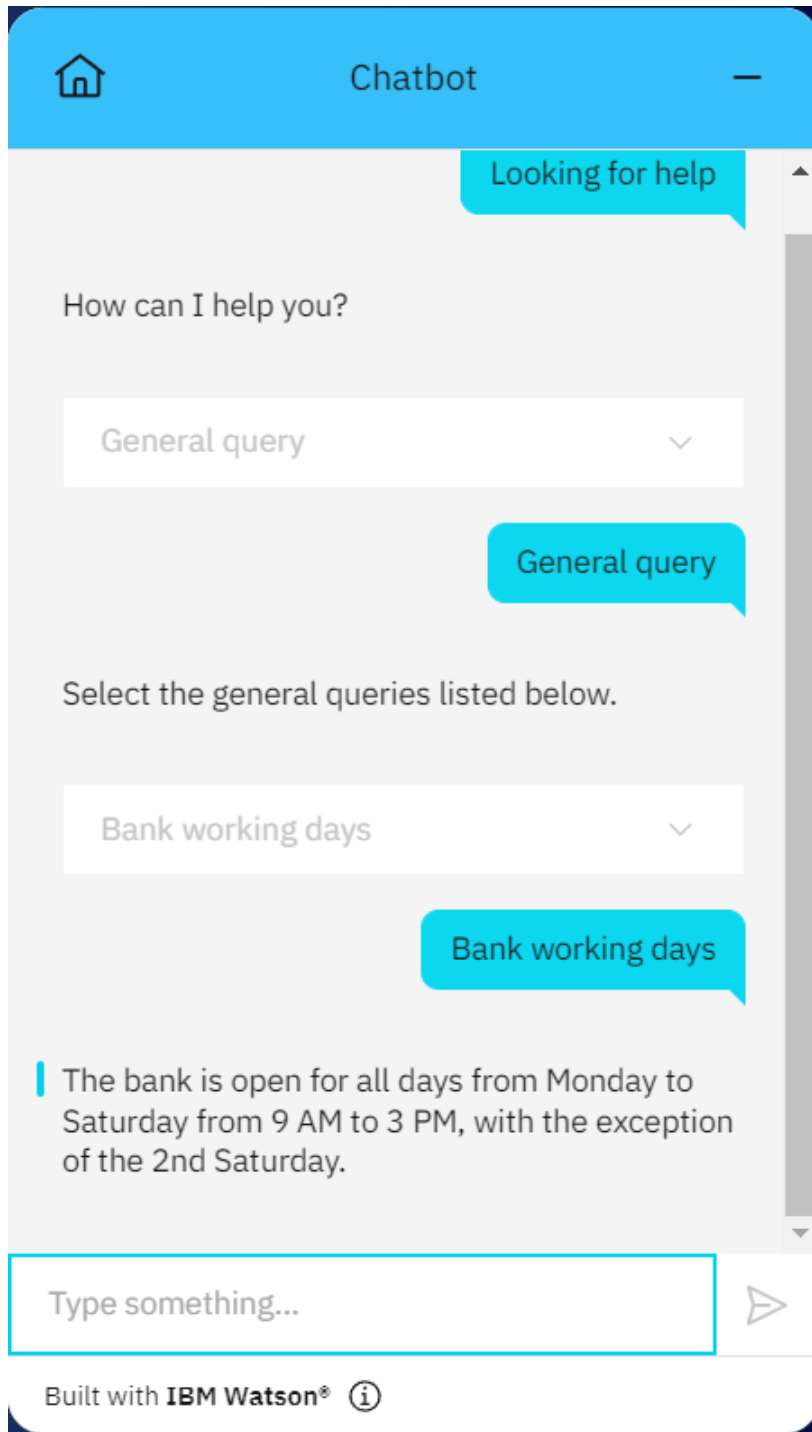 Chatbot
Looking for help
How can I help you?
General query
General query
Select the general queries listed below.
Bank working days
Bank working days
The bank is open for all days from Monday to
Saturday from 9 AM to 3 PM, with the exception
of the 2nd Saturday.
Type something...
Built with IBM Watson®